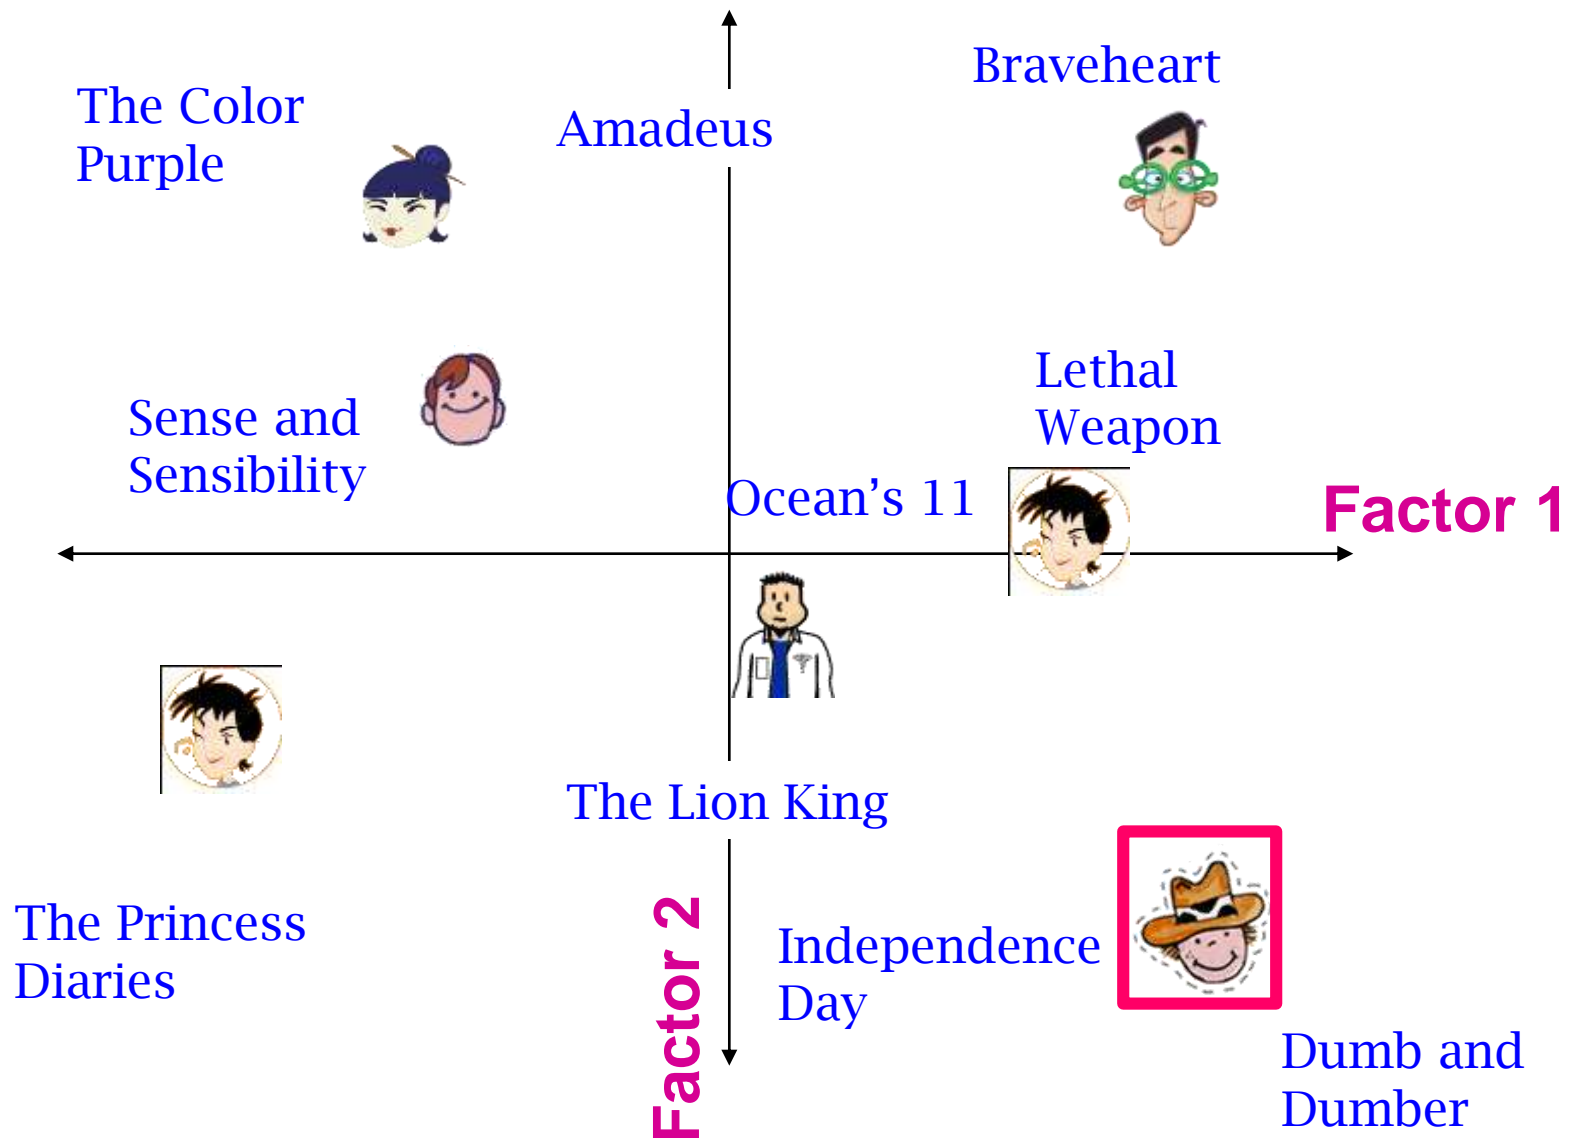 Braveheart
The Color
Purple
Amadeus
Lethal
Weapon
Sense and
Sensibility
Ocean’s 11
Factor 1
The Lion King
The Princess
Diaries
Factor 2
Independence
Day
Dumb and
Dumber